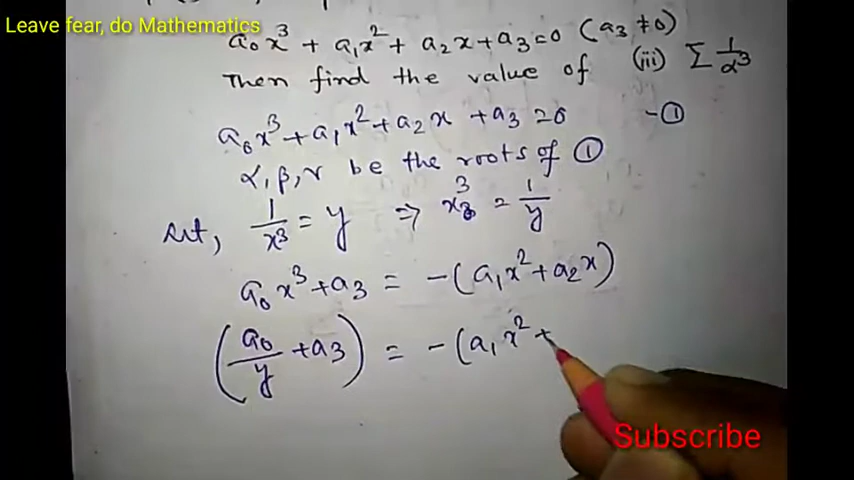 Leave fear, do Mathematics
a₀x³ + a₁x² + a₂x + a₃ = 0 (a₃ ≠ 0)
Then find the value of (iii) Σ 1/α³
a₀x³ + a₁x² + a₂x + a₃ = 0 - ①
α, β, γ be the roots of ①
Let, 1/x³ = y ⇒ x³ = 1/y
a₀x³ + a₃ = -(a₁x² + a₂x)
(a₀/y + a₃) = -(a₁x² +
Subscribe